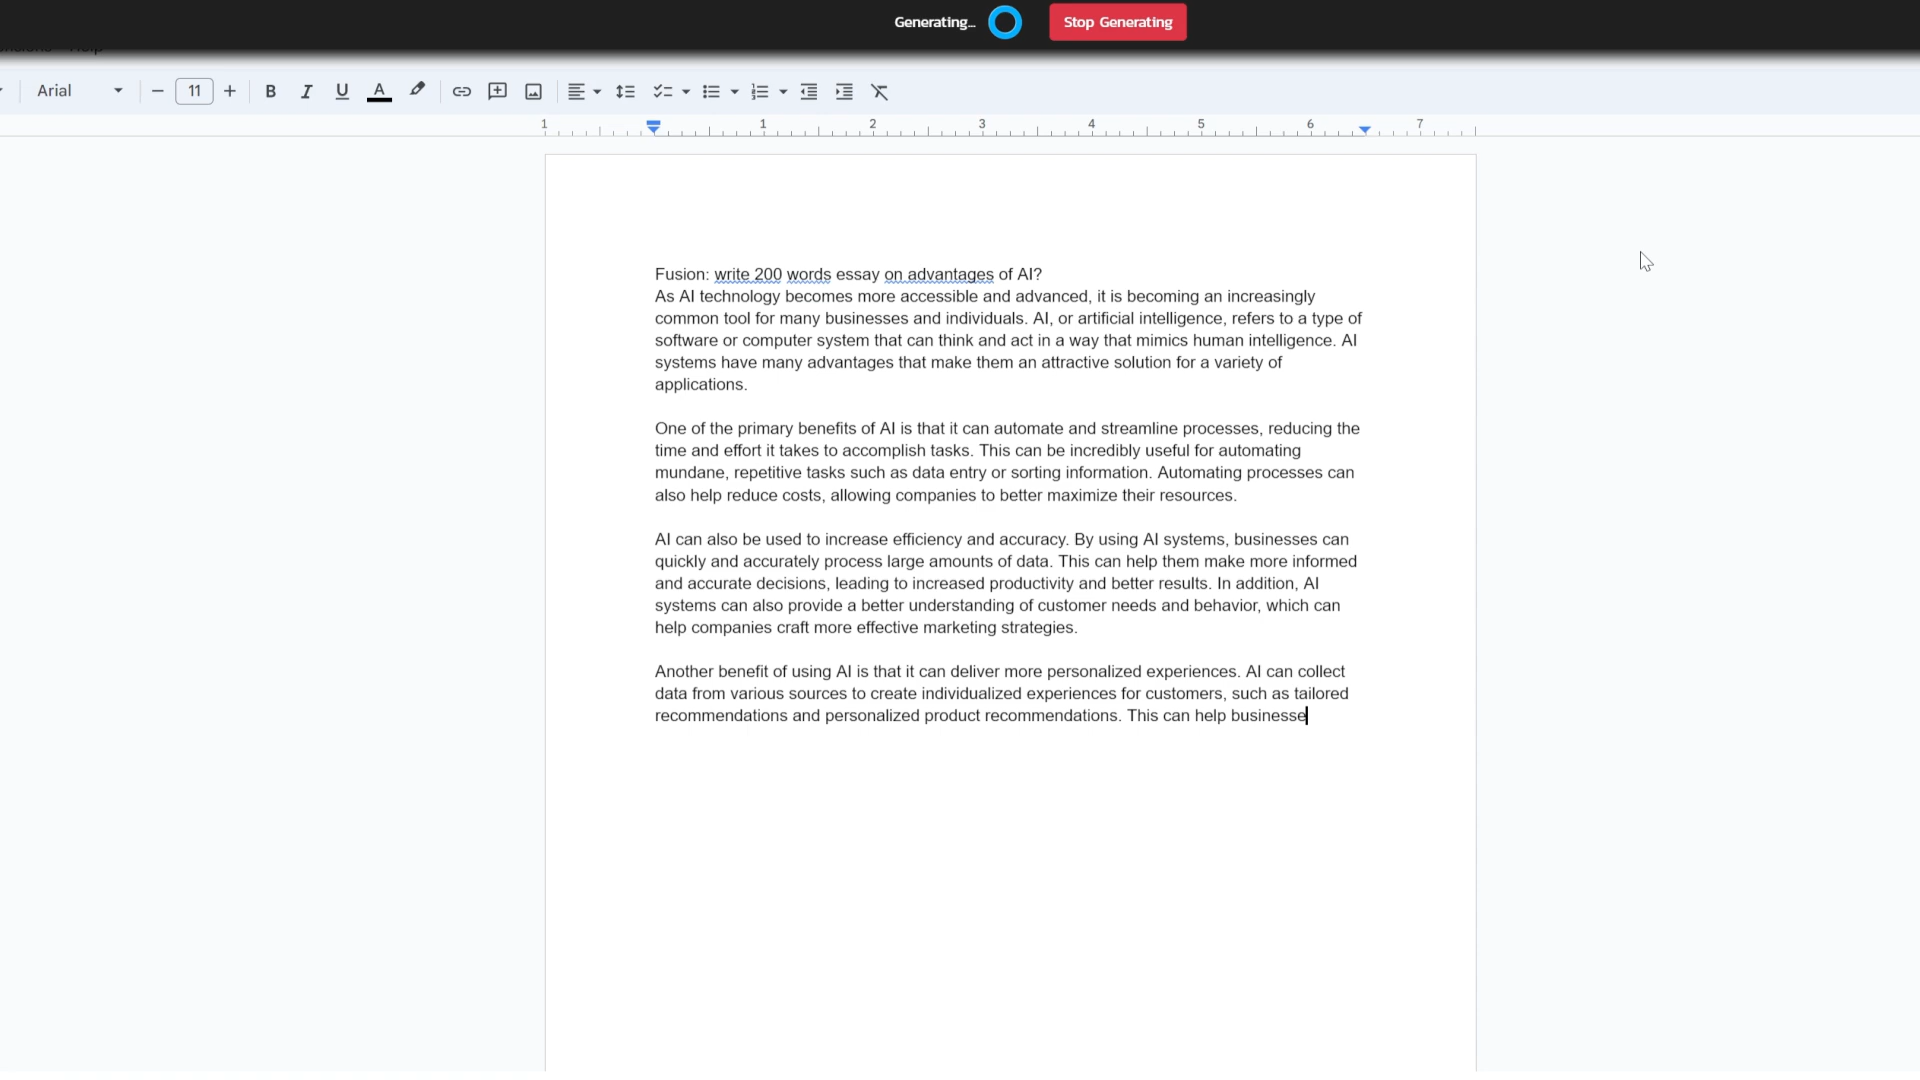 Generating...
Stop Generating
Help
Arial
11
1 1 2 3 4 5 6 7
Fusion: write 200 words essay on advantages of AI?
As AI technology becomes more accessible and advanced, it is becoming an increasingly
common tool for many businesses and individuals. AI, or artificial intelligence, refers to a type of
software or computer system that can think and act in a way that mimics human intelligence. AI
systems have many advantages that make them an attractive solution for a variety of
applications.
One of the primary benefits of AI is that it can automate and streamline processes, reducing the
time and effort it takes to accomplish tasks. This can be incredibly useful for automating
mundane, repetitive tasks such as data entry or sorting information. Automating processes can
also help reduce costs, allowing companies to better maximize their resources.
AI can also be used to increase efficiency and accuracy. By using AI systems, businesses can
quickly and accurately process large amounts of data. This can help them make more informed
and accurate decisions, leading to increased productivity and better results. In addition, AI
systems can also provide a better understanding of customer needs and behavior, which can
help companies craft more effective marketing strategies.
Another benefit of using AI is that it can deliver more personalized experiences. AI can collect
data from various sources to create individualized experiences for customers, such as tailored
recommendations and personalized product recommendations. This can help businesse